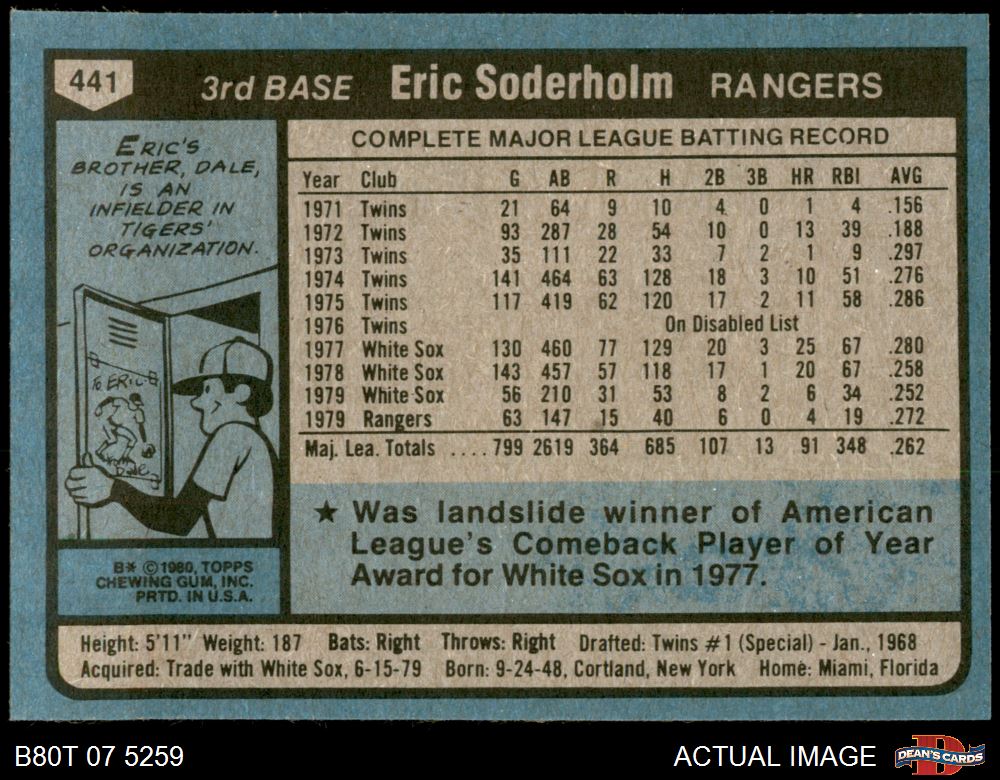 441
3rd BASE Eric Soderholm RANGERS
ERIC'S
BROTHER, DALE,
IS AN
INFIELDER IN
TIGERS'
ORGANIZATION.
TO ERIC-
Dale
B* ©1980, TOPPS
CHEWING GUM, INC.
PRTD. IN U.S.A.
COMPLETE MAJOR LEAGUE BATTING RECORD
Year Club G AB R H 2B 3B HR RBI AVG
1971 Twins 21 64 9 10 4 0 1 4 .156
1972 Twins 93 287 28 54 10 0 13 39 .188
1973 Twins 35 111 22 33 7 2 1 9 .297
1974 Twins 141 464 63 128 18 3 10 51 .276
1975 Twins 117 419 62 120 17 2 11 58 .286
1976 Twins On Disabled List
1977 White Sox 130 460 77 129 20 3 25 67 .280
1978 White Sox 143 457 57 118 17 1 20 67 .258
1979 White Sox 56 210 31 53 8 2 6 34 .252
1979 Rangers 63 147 15 40 6 0 4 19 .272
Maj. Lea. Totals ....799 2619 364 685 107 13 91 348 .262
★ Was landslide winner of American
League's Comeback Player of Year
Award for White Sox in 1977.
Height: 5'11" Weight: 187 Bats: Right Throws: Right Drafted: Twins #1 (Special) - Jan., 1968
Acquired: Trade with White Sox, 6-15-79 Born: 9-24-48, Cortland, New York Home: Miami, Florida
B80T 07 5259
ACTUAL IMAGE
DEAN'S CARDS